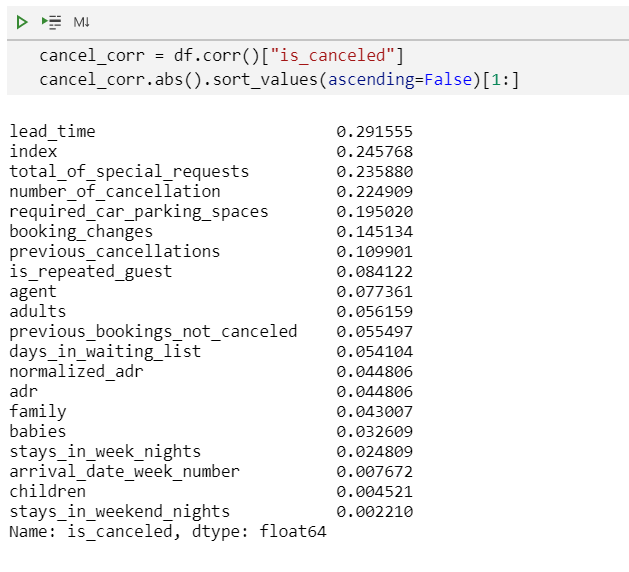 M↓
cancel_corr = df.corr()["is_canceled"]
cancel_corr.abs().sort_values(ascending=False)[1:]
lead_time 0.291555
index 0.245768
total_of_special_requests 0.235880
number_of_cancellation 0.224909
required_car_parking_spaces 0.195020
booking_changes 0.145134
previous_cancellations 0.109901
is_repeated_guest 0.084122
agent 0.077361
adults 0.056159
previous_bookings_not_canceled 0.055497
days_in_waiting_list 0.054104
normalized_adr 0.044806
adr 0.044806
family 0.043007
babies 0.032609
stays_in_week_nights 0.024809
arrival_date_week_number 0.007672
children 0.004521
stays_in_weekend_nights 0.002210
Name: is_canceled, dtype: float64